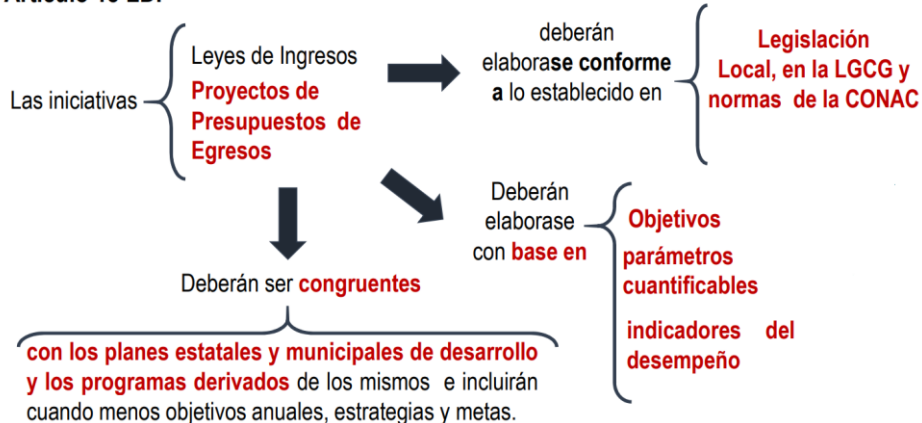 Las iniciativas
Leyes de Ingresos
Proyectos de
Presupuestos de
Egresos
deberán
elaborase conforme
a lo establecido en
Legislación
Local, en la LGCG y
normas de la CONAC
Deberán
elaborase
con base en
Objetivos
parámetros
cuantificables
indicadores del
desempeño
Deberán ser congruentes
con los planes estatales y municipales de desarrollo
y los programas derivados de los mismos e incluirán
cuando menos objetivos anuales, estrategias y metas.